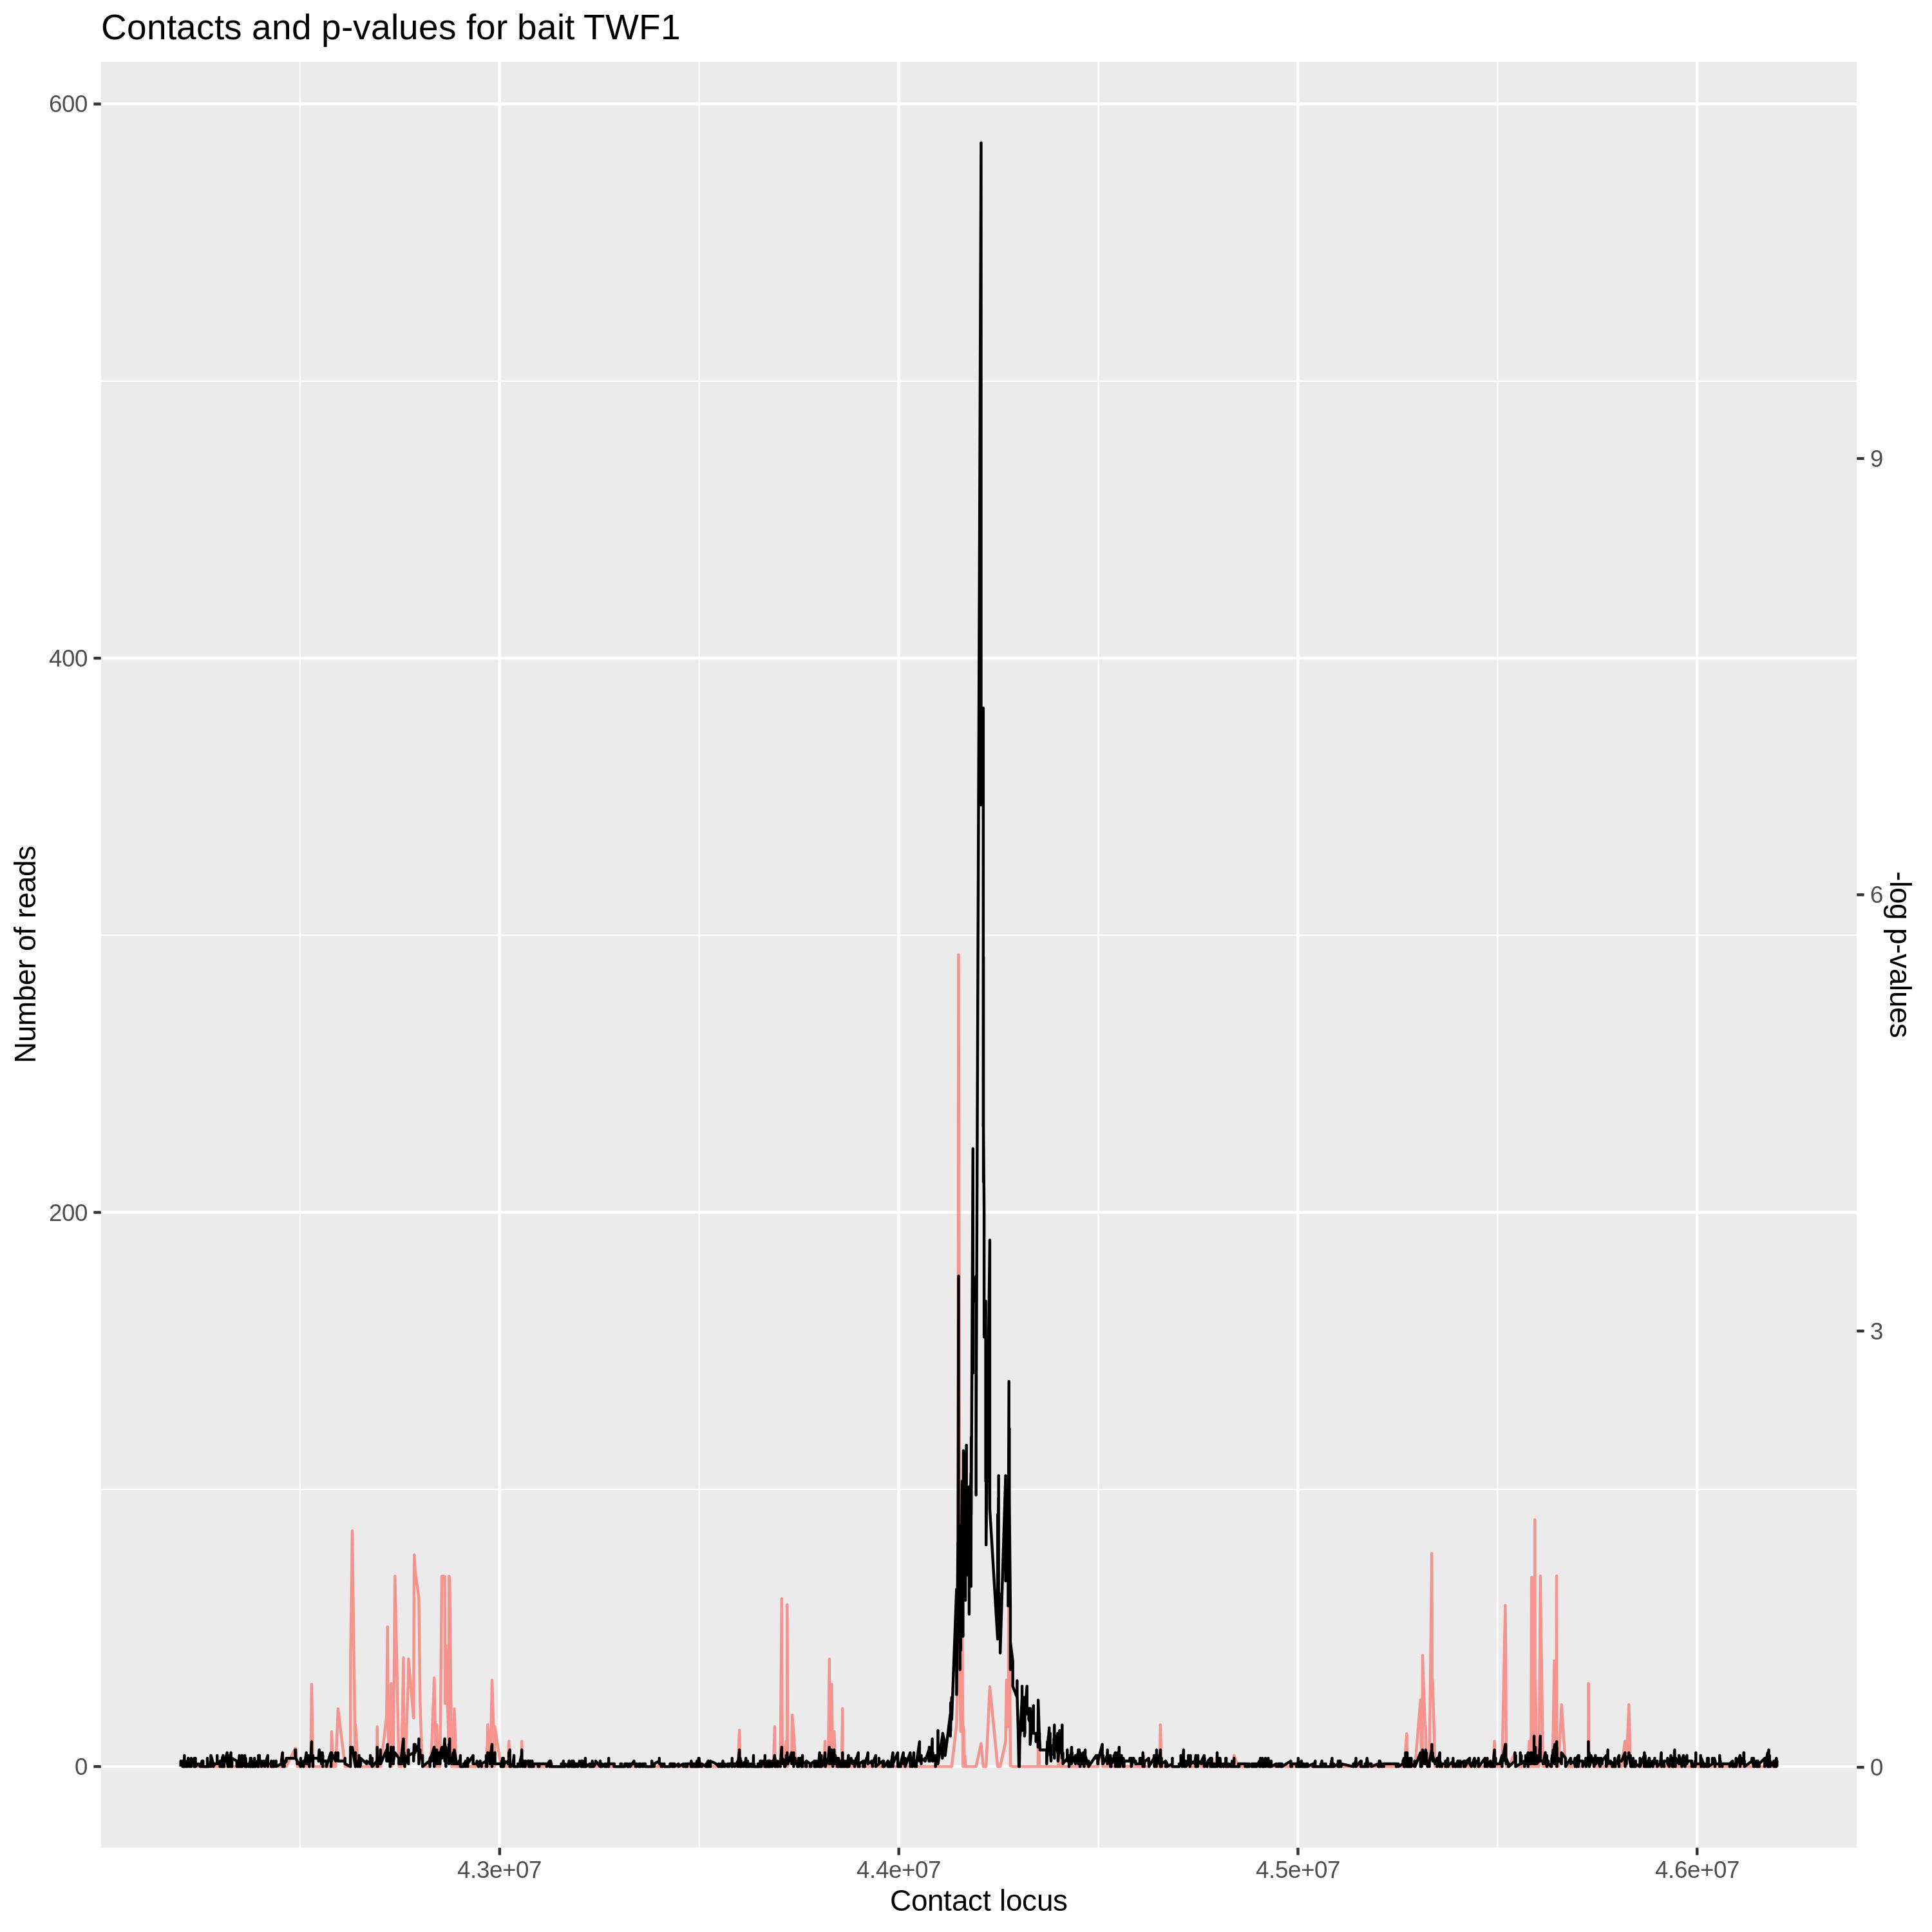 Contacts and p-values for bait TWF1
600
400
200
0
Number of reads
9
6
3
0
-log p-values
4.3e+07
4.4e+07
4.5e+07
4.6e+07
Contact locus